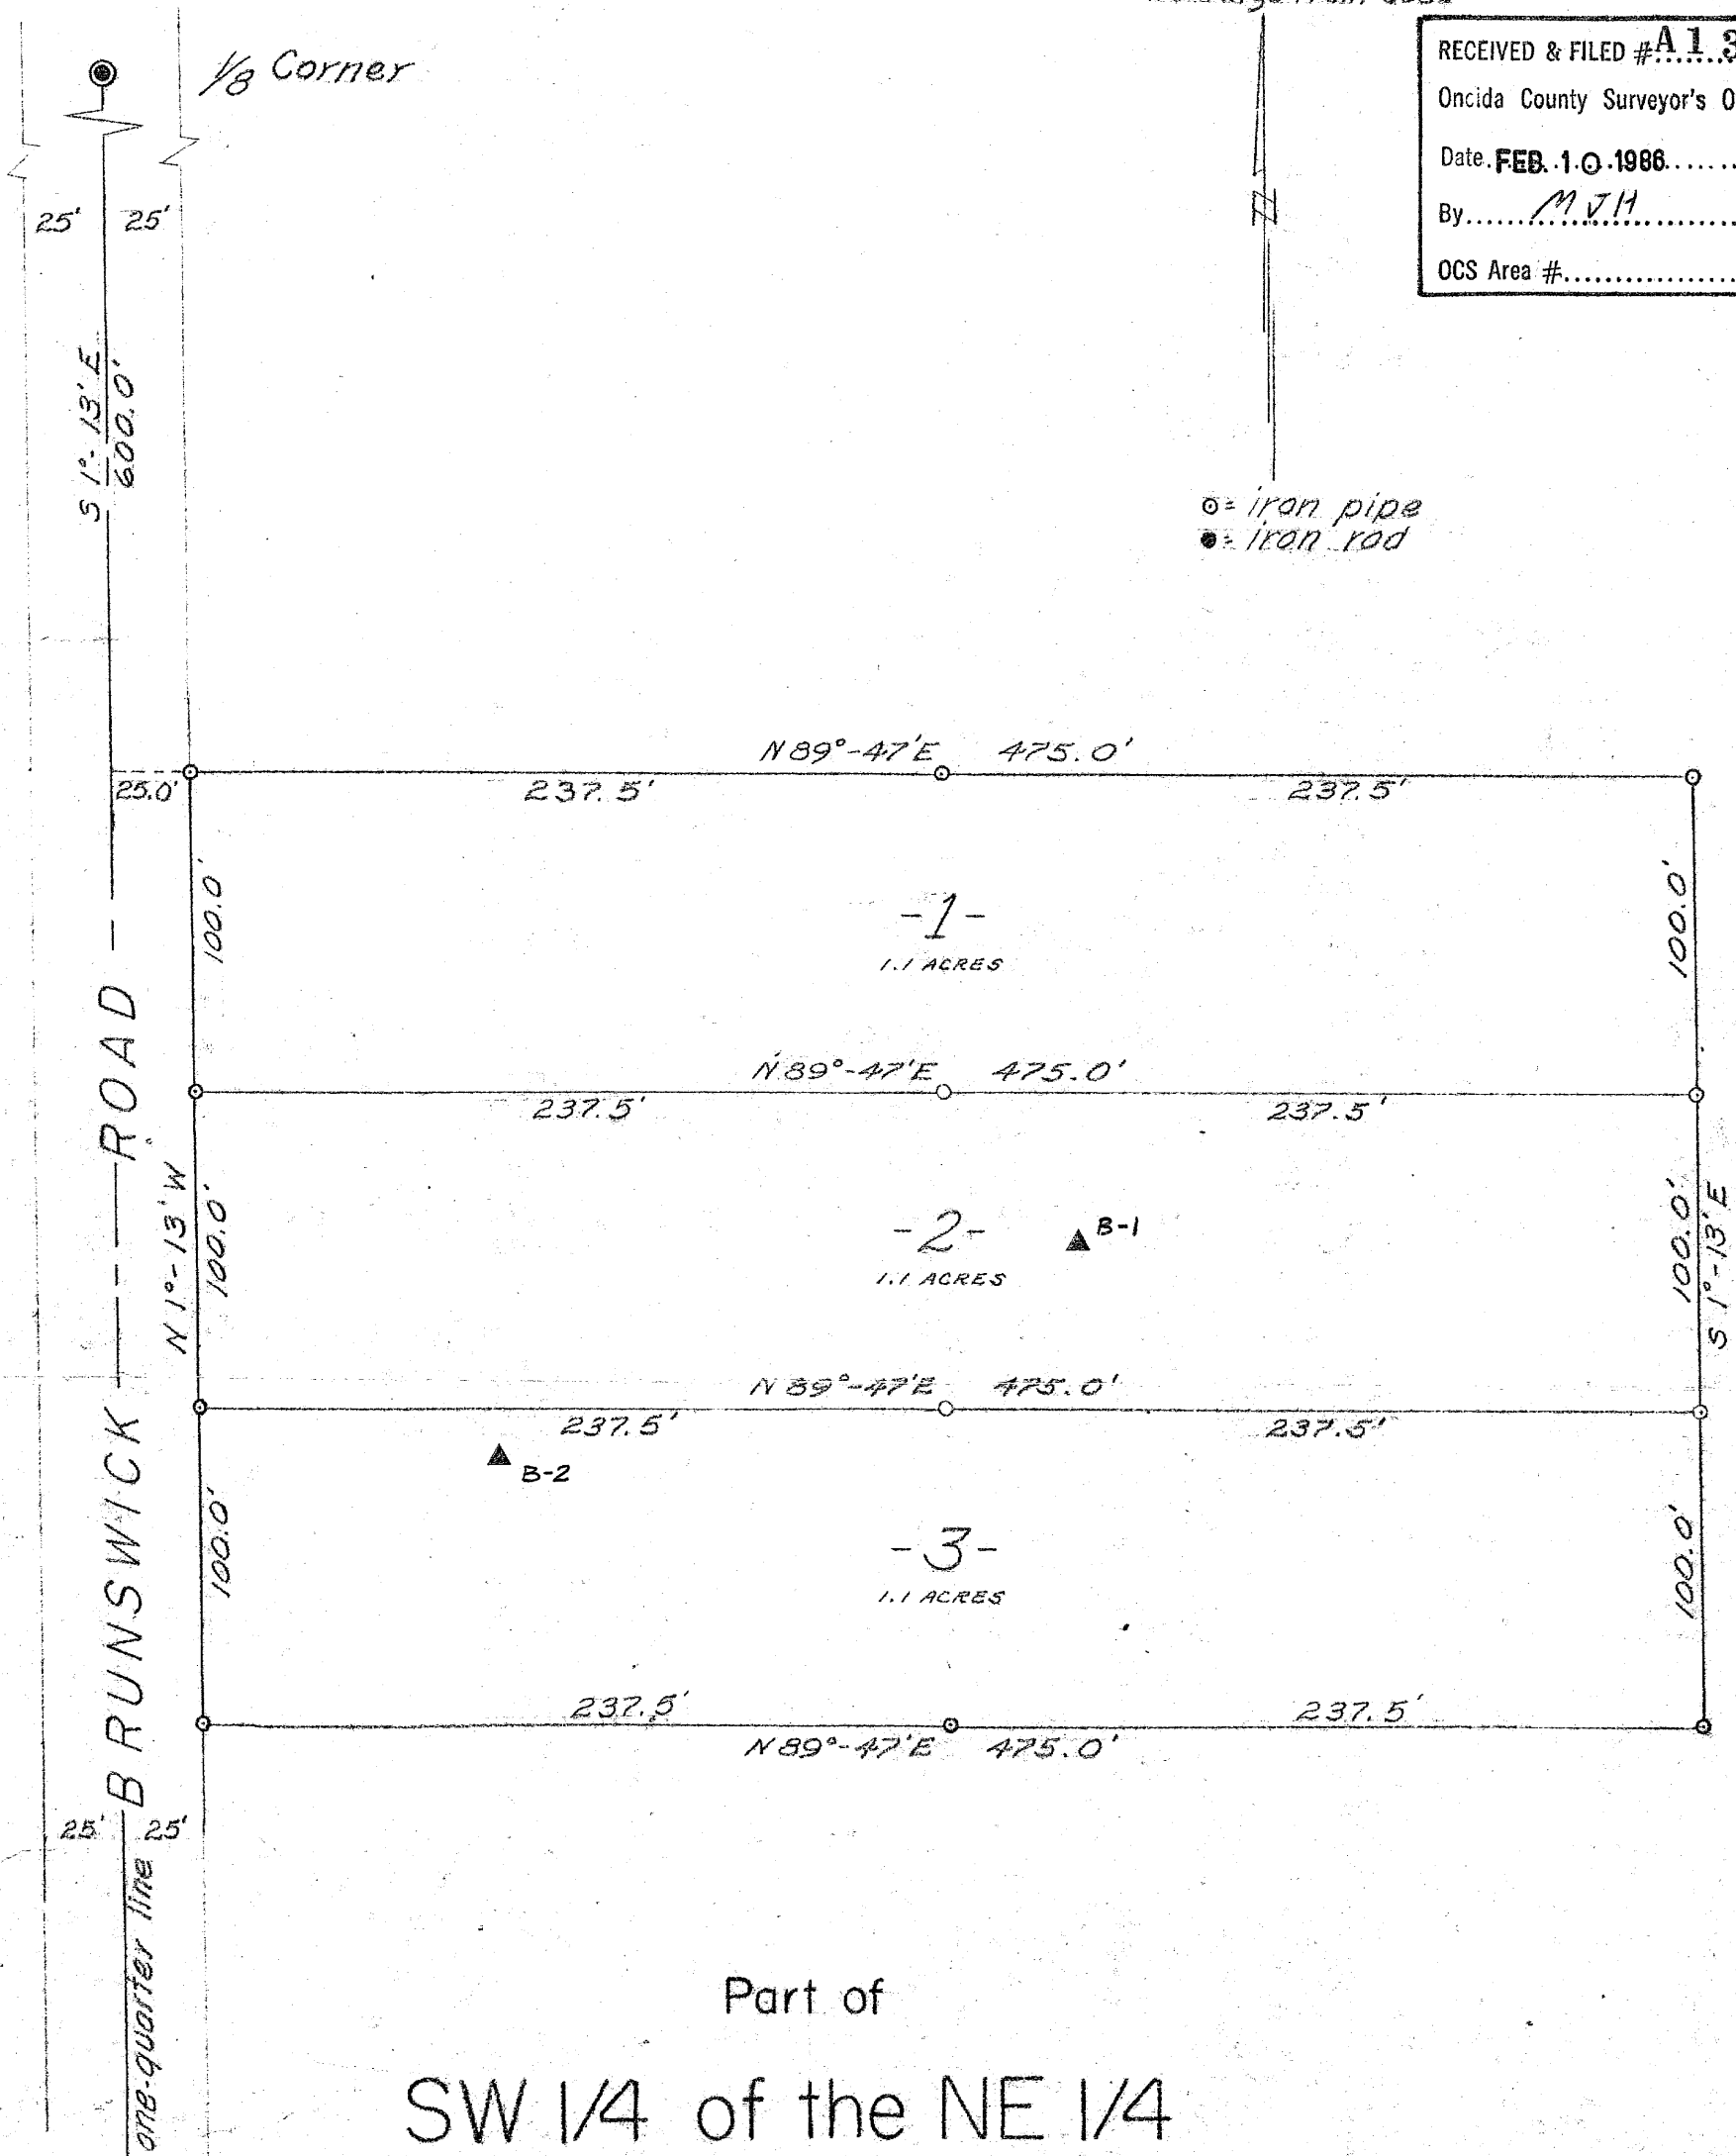 RECEIVED & FILED #A13
Oneida County Surveyor's O
Date FEB. 10 1986
By MJH
OCS Area #
1/8 Corner
25' 25'
S 1°-13' E
600.0'
⊙= iron pipe
●= iron rod
N 89°-47'E 475.0'
25.0' 237.5' 237.5'
100.0' 100.0'
-1-
1.1 ACRES
N 89°-47'E 475.0'
237.5' 237.5'
N 1°-13' W
100.0'
-2-
1.1 ACRES
▲ B-1
100.0'
S 1°-13' E
N 89°-47'E 475.0'
237.5' 237.5'
▲ B-2
100.0' 100.0'
-3-
1.1 ACRES
237.5' 237.5'
N 89°-47'E 475.0'
BRUNSWICK ROAD
25' 25'
one-quarter line
Part of
SW 1/4 of the NE 1/4